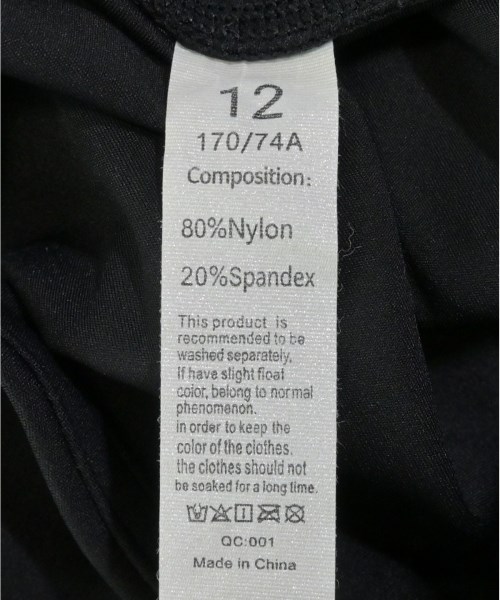 12
170/74A
Composition:
80%Nylon
20%Spandex
This product is
recommended to be
washed separately.
If have slight float
color, belong to normal
phenomenon.
in order to keep the
color of the clothes.
the clothes should not
be soaked for a long time.
QC:001
Made in China